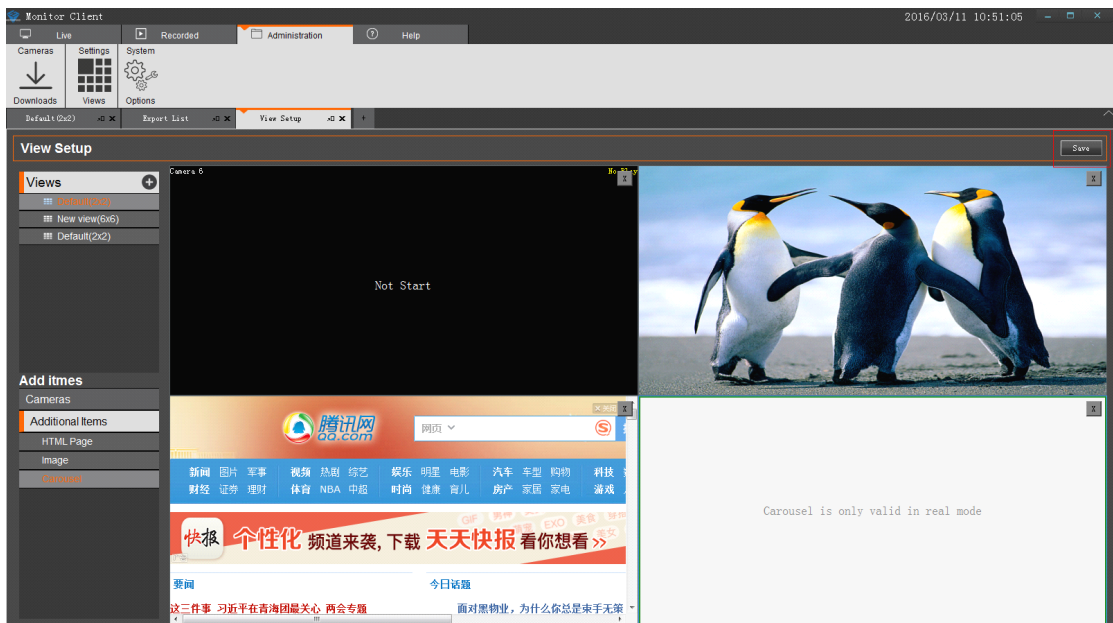 Monitor Client
2016/03/11 10:51:05
Live
Recorded
Administration
Help
Cameras
Settings
System
Downloads
Views
Options
Default(2x2)
Export List
View Setup
View Setup
Save
Views
Default(2x2)
New view(6x6)
Default(2x2)
Add itmes
Cameras
Additional Items
HTML Page
Image
Carousel
Camera 6
X
Not Start
X
腾讯网
QQ.com
网页
X
新闻 图片 军事 视频 热剧 综艺 娱乐 明星 电影 汽车 车型 购物 科技
财经 证券 理财 体育 NBA 中超 时尚 健康 育儿 房产 家居 家电 游戏
快报 个性化 频道来袏,下载 天天快报 看你想看
要闻
今日话题
这三件事 习近平在青海团最关心 两会专题
面对黑物业，为什么你总是束手无策
X
Carousel is only valid in real mode